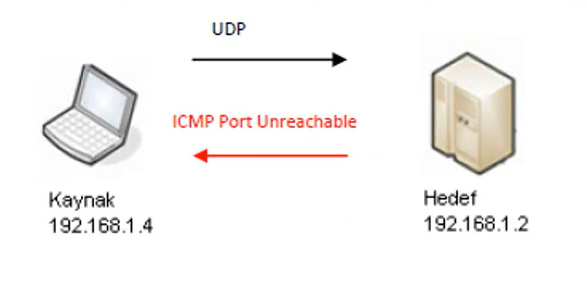 UDP
ICMP Port Unreachable
Kaynak
192.168.1.4
Hedef
192.168.1.2